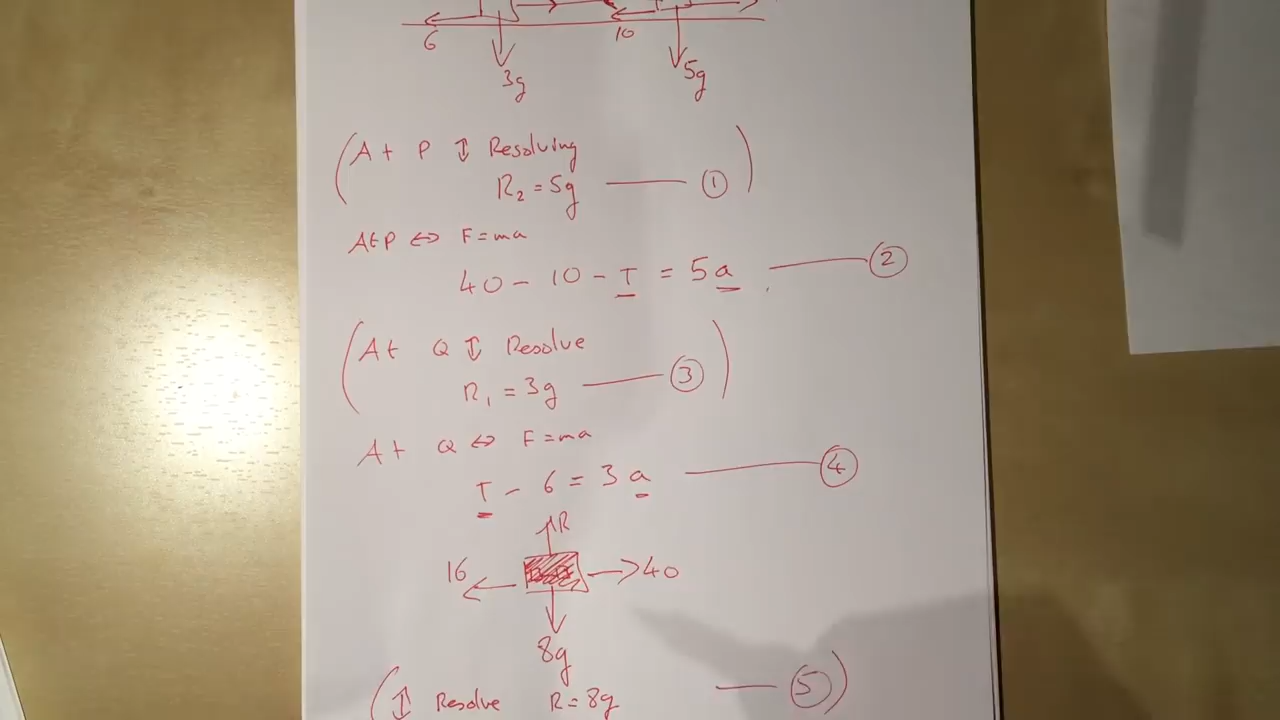 6 10
3g 5g
( At P ↕ Resolving )
R₂ = 5g —— ①
At P ⇔ F = ma
40 - 10 - T = 5a —— ②
( At Q ↕ Resolve )
R₁ = 3g —— ③
At Q ⇔ F = ma
T - 6 = 3a —— ④
R
16 40
8g
( ↕ Resolve R = 8g —— ⑤ )